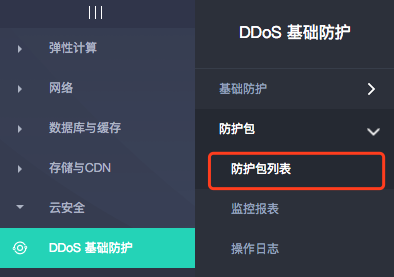 弹性计算
网络
数据库与缓存
存储与CDN
云安全
DDoS 基础防护
DDoS 基础防护
基础防护
防护包
防护包列表
监控报表
操作日志